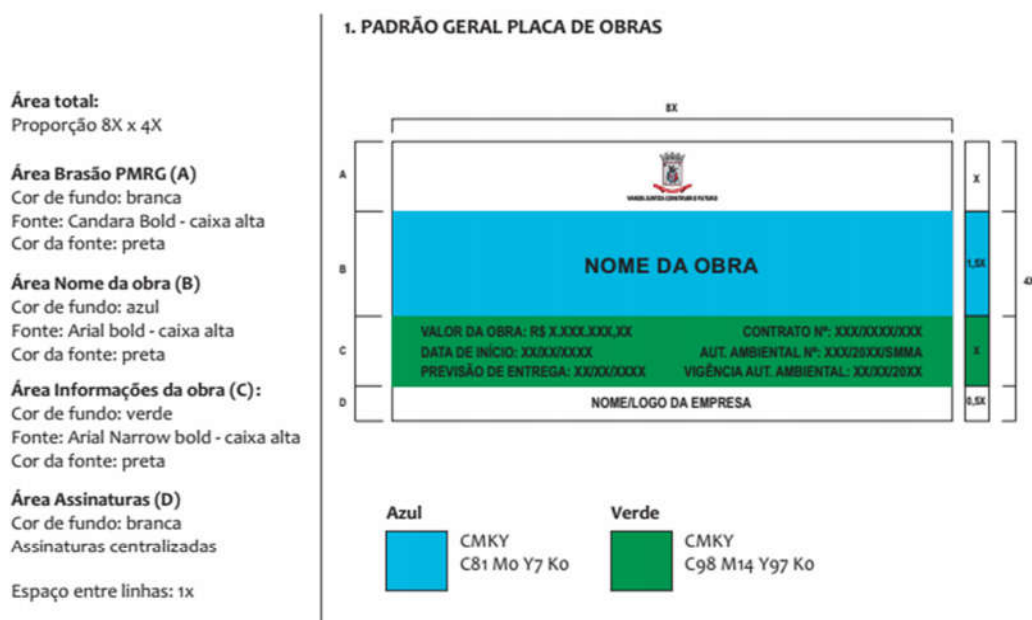 1. PADRÃO GERAL PLACA DE OBRAS
Área total:
Proporção 8X x 4X
Área Brasão PMRG (A)
Cor de fundo: branca
Fonte: Candara Bold - caixa alta
Cor da fonte: preta
Área Nome da obra (B)
Cor de fundo: azul
Fonte: Arial bold - caixa alta
Cor da fonte: preta
Área Informações da obra (C):
Cor de fundo: verde
Fonte: Arial Narrow bold - caixa alta
Cor da fonte: preta
Área Assinaturas (D)
Cor de fundo: branca
Assinaturas centralizadas
Espaço entre linhas: 1x
8X
A
VAMOS JUNTOS CONSTRUIR O FUTURO
X
B
NOME DA OBRA
1,5X
C
VALOR DA OBRA: R$ X.XXX.XXX,XX
CONTRATO Nº: XXX/XXXX/XXX
DATA DE INÍCIO: XX/XX/XXXX
AUT. AMBIENTAL Nº: XXX/20XX/SMMA
PREVISÃO DE ENTREGA: XX/XX/XXXX
VIGÊNCIA AUT. AMBIENTAL: XX/XX/20XX
X
D
NOME/LOGO DA EMPRESA
0,5X
Azul
CMKY
C81 M0 Y7 K0
Verde
CMKY
C98 M14 Y97 K0